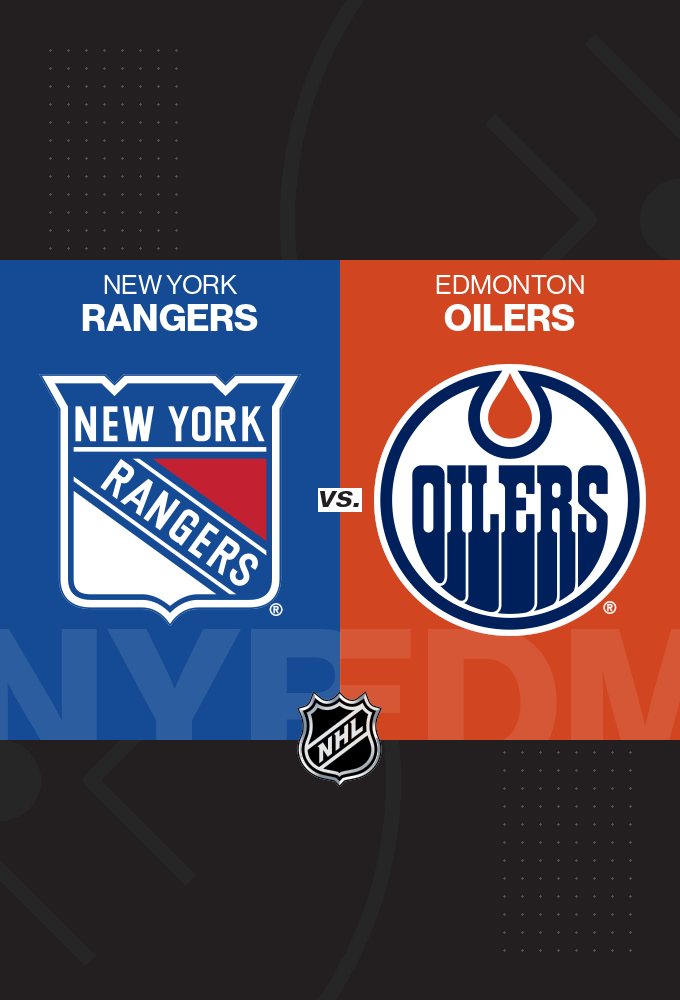 NEW YORK
RANGERS
EDMONTON
OILERS
NEW YORK
RANGERS
®
vs.
OILERS
®
NYR
EDM
NHL